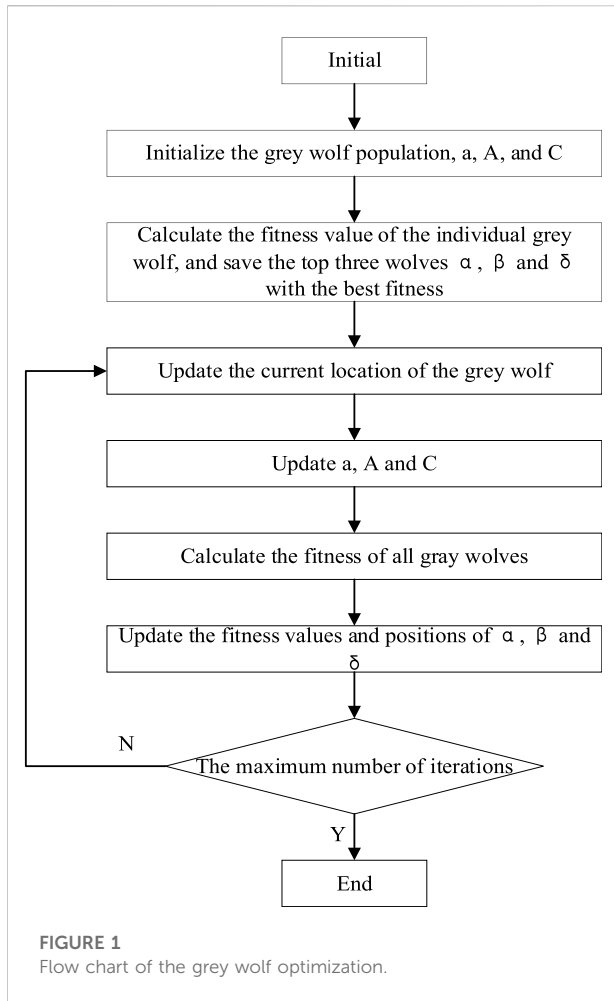 Initial
Initialize the grey wolf population, a, A, and C
Calculate the fitness value of the individual grey
wolf, and save the top three wolves α, β and δ
with the best fitness
Update the current location of the grey wolf
Update a, A and C
Calculate the fitness of all gray wolves
Update the fitness values and positions of α, β and
δ
N
The maximum number of iterations
Y
End
FIGURE 1
Flow chart of the grey wolf optimization.